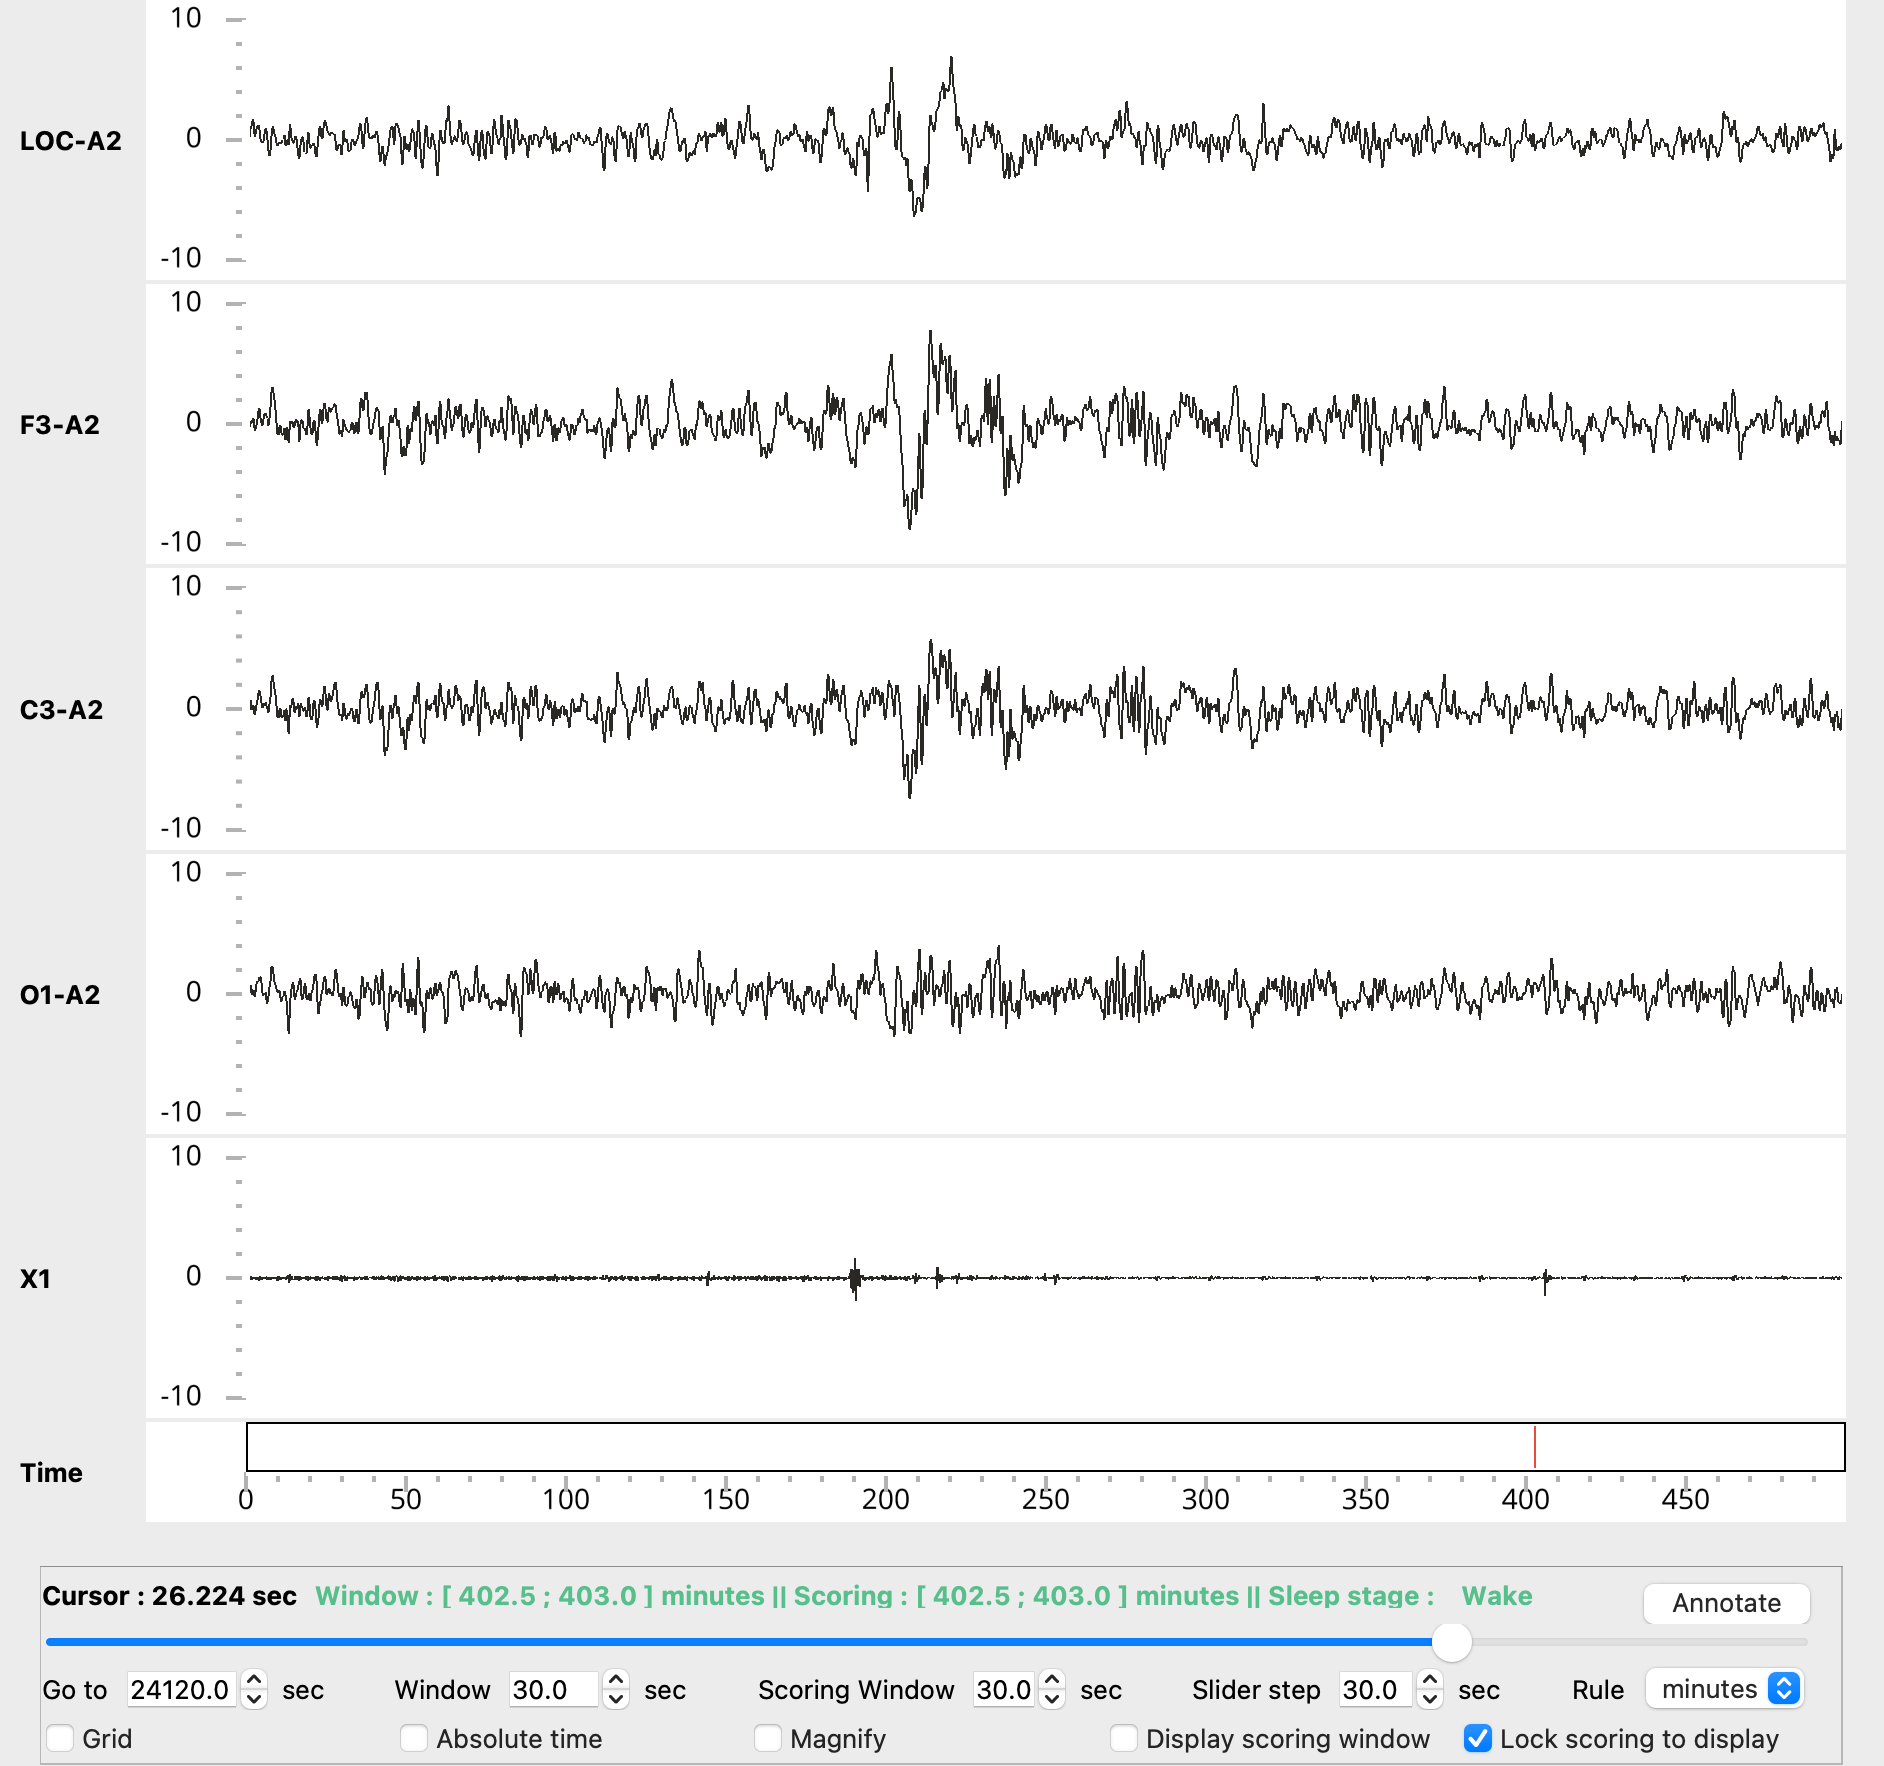 10
LOC-A2 0
-10
10
F3-A2 0
-10
10
C3-A2 0
-10
10
O1-A2 0
-10
10
X1 0
-10
Time
0 50 100 150 200 250 300 350 400 450
Cursor : 26.224 sec Window : [ 402.5 ; 403.0 ] minutes || Scoring : [ 402.5 ; 403.0 ] minutes || Sleep stage : Wake Annotate
Go to 24120.0 sec Window 30.0 sec Scoring Window 30.0 sec Slider step 30.0 sec Rule minutes
Grid Absolute time Magnify Display scoring window Lock scoring to display